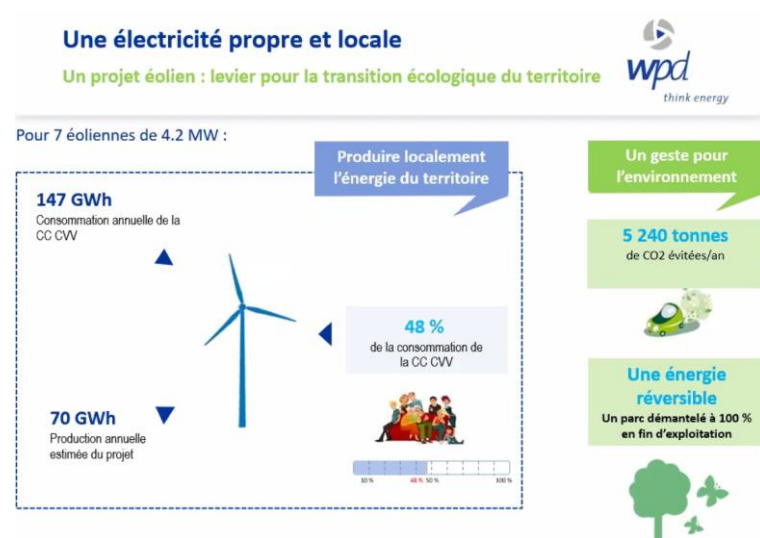 Une électricité propre et locale
Un projet éolien : levier pour la transition écologique du territoire
wpd
think energy
Pour 7 éoliennes de 4.2 MW :
Produire localement
l'énergie du territoire
147 GWh
Consommation annuelle de la
CC CVV
48 %
de la consommation de
la CC CVV
70 GWh
Production annuelle
estimée du projet
10 % 48 % 50 % 100 %
Un geste pour
l'environnement
5 240 tonnes
de CO2 évitées/an
Une énergie
réversible
Un parc démantelé à 100 %
en fin d'exploitation